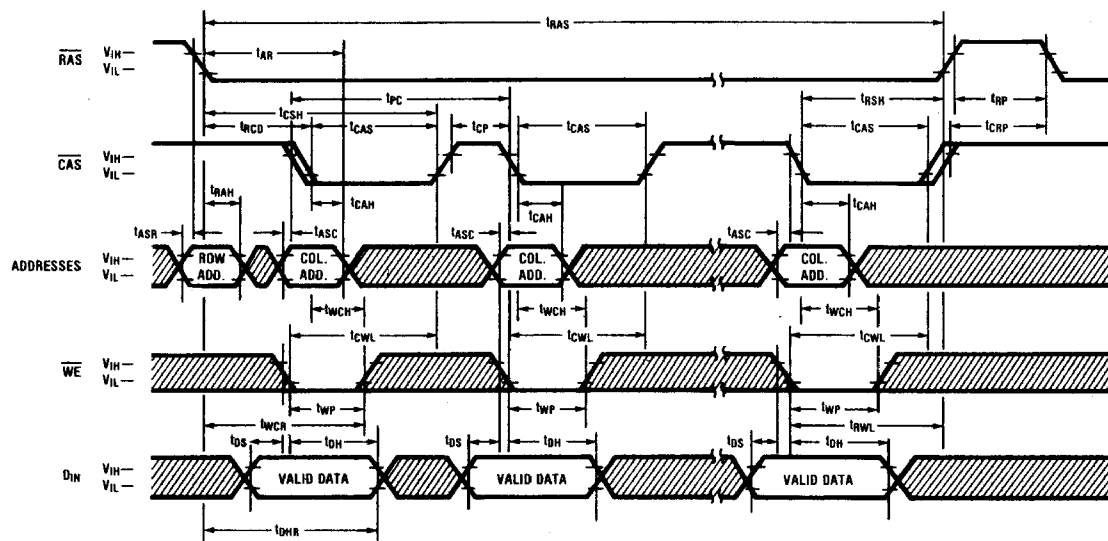 tRAS
RAS
VIH
VIL
tAR
tPC
tCSH
tRSH
tRP
tRCD
tCAS
tCP
tCAS
tCAS
tCRP
CAS
VIH
VIL
tRAH
tCAH
tCAH
tCAH
tASR
tASC
tASC
tASC
ADDRESSES
VIH
VIL
ROW ADD.
COL. ADD.
COL. ADD.
COL. ADD.
tWCH
tWCH
tWCH
tCWL
tCWL
tCWL
WE
VIH
VIL
tWP
tWP
tWP
tWCR
tRWL
tDS
tDH
tDS
tDH
tDS
tDH
DIN
VIH
VIL
VALID DATA
VALID DATA
VALID DATA
tDHR